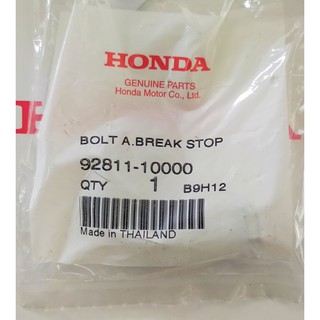 HONDA
GENUINE PARTS
Honda Motor Co., Ltd.
BOLT A.BREAK STOP
92811-10000
QTY 1 B9H12
Made in THAILAND